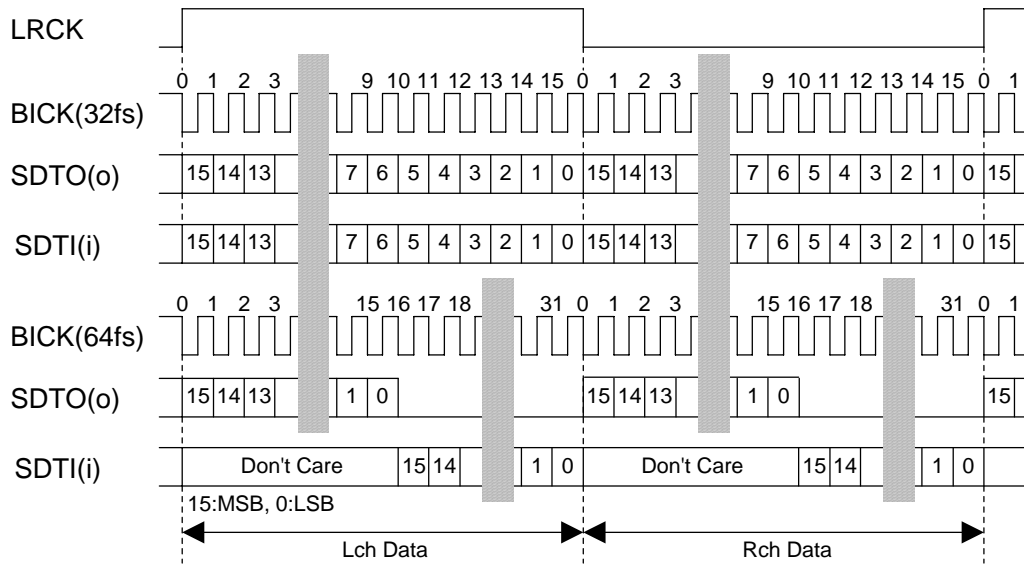 LRCK
0 1 2 3 9 10 11 12 13 14 15 0 1 2 3 9 10 11 12 13 14 15 0 1
BICK(32fs)
SDTO(o) 15 14 13 7 6 5 4 3 2 1 0 15 14 13 7 6 5 4 3 2 1 0 15
SDTI(i) 15 14 13 7 6 5 4 3 2 1 0 15 14 13 7 6 5 4 3 2 1 0 15
0 1 2 3 15 16 17 18 31 0 1 2 3 15 16 17 18 31 0 1
BICK(64fs)
SDTO(o) 15 14 13 1 0 15 14 13 1 0 15
SDTI(i) Don't Care 15 14 1 0 Don't Care 15 14 1 0
15:MSB, 0:LSB
Lch Data Rch Data